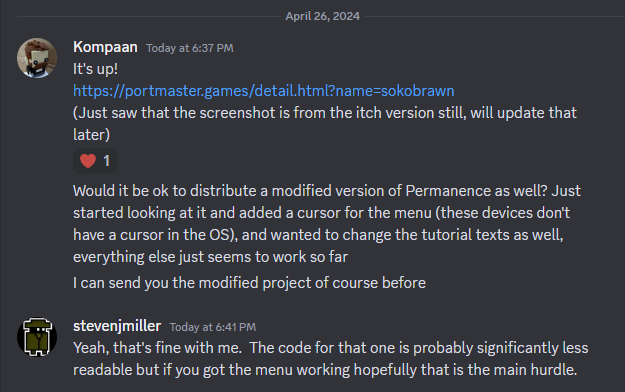 April 26, 2024
Kompaan Today at 6:37 PM
It's up!
https://portmaster.games/detail.html?name=sokobrawn
(Just saw that the screenshot is from the itch version still, will update that
later)
❤️ 1
Would it be ok to distribute a modified version of Permanence as well? Just
started looking at it and added a cursor for the menu (these devices don't
have a cursor in the OS), and wanted to change the tutorial texts as well,
everything else just seems to work so far
I can send you the modified project of course before
stevenjmiller Today at 6:41 PM
Yeah, that's fine with me.  The code for that one is probably significantly less
readable but if you got the menu working hopefully that is the main hurdle.